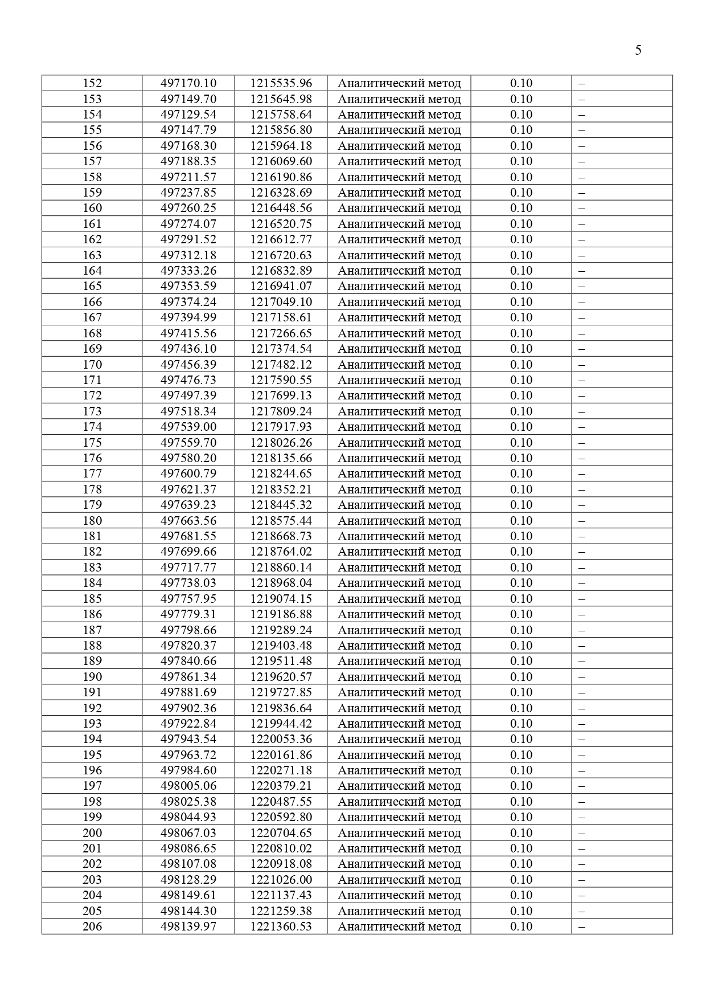 5
152 497170.10 1215535.96 Аналитический метод 0.10 –
153 497149.70 1215645.98 Аналитический метод 0.10 –
154 497129.54 1215758.64 Аналитический метод 0.10 –
155 497147.79 1215856.80 Аналитический метод 0.10 –
156 497168.30 1215964.18 Аналитический метод 0.10 –
157 497188.35 1216069.60 Аналитический метод 0.10 –
158 497211.57 1216190.86 Аналитический метод 0.10 –
159 497237.85 1216328.69 Аналитический метод 0.10 –
160 497260.25 1216448.56 Аналитический метод 0.10 –
161 497274.07 1216520.75 Аналитический метод 0.10 –
162 497291.52 1216612.77 Аналитический метод 0.10 –
163 497312.18 1216720.63 Аналитический метод 0.10 –
164 497333.26 1216832.89 Аналитический метод 0.10 –
165 497353.59 1216941.07 Аналитический метод 0.10 –
166 497374.24 1217049.10 Аналитический метод 0.10 –
167 497394.99 1217158.61 Аналитический метод 0.10 –
168 497415.56 1217266.65 Аналитический метод 0.10 –
169 497436.10 1217374.54 Аналитический метод 0.10 –
170 497456.39 1217482.12 Аналитический метод 0.10 –
171 497476.73 1217590.55 Аналитический метод 0.10 –
172 497497.39 1217699.13 Аналитический метод 0.10 –
173 497518.34 1217809.24 Аналитический метод 0.10 –
174 497539.00 1217917.93 Аналитический метод 0.10 –
175 497559.70 1218026.26 Аналитический метод 0.10 –
176 497580.20 1218135.66 Аналитический метод 0.10 –
177 497600.79 1218244.65 Аналитический метод 0.10 –
178 497621.37 1218352.21 Аналитический метод 0.10 –
179 497639.23 1218445.32 Аналитический метод 0.10 –
180 497663.56 1218575.44 Аналитический метод 0.10 –
181 497681.55 1218668.73 Аналитический метод 0.10 –
182 497699.66 1218764.02 Аналитический метод 0.10 –
183 497717.77 1218860.14 Аналитический метод 0.10 –
184 497738.03 1218968.04 Аналитический метод 0.10 –
185 497757.95 1219074.15 Аналитический метод 0.10 –
186 497779.31 1219186.88 Аналитический метод 0.10 –
187 497798.66 1219289.24 Аналитический метод 0.10 –
188 497820.37 1219403.48 Аналитический метод 0.10 –
189 497840.66 1219511.48 Аналитический метод 0.10 –
190 497861.34 1219620.57 Аналитический метод 0.10 –
191 497881.69 1219727.85 Аналитический метод 0.10 –
192 497902.36 1219836.64 Аналитический метод 0.10 –
193 497922.84 1219944.42 Аналитический метод 0.10 –
194 497943.54 1220053.36 Аналитический метод 0.10 –
195 497963.72 1220161.86 Аналитический метод 0.10 –
196 497984.60 1220271.18 Аналитический метод 0.10 –
197 498005.06 1220379.21 Аналитический метод 0.10 –
198 498025.38 1220487.55 Аналитический метод 0.10 –
199 498044.93 1220592.80 Аналитический метод 0.10 –
200 498067.03 1220704.65 Аналитический метод 0.10 –
201 498086.65 1220810.02 Аналитический метод 0.10 –
202 498107.08 1220918.08 Аналитический метод 0.10 –
203 498128.29 1221026.00 Аналитический метод 0.10 –
204 498149.61 1221137.43 Аналитический метод 0.10 –
205 498144.30 1221259.38 Аналитический метод 0.10 –
206 498139.97 1221360.53 Аналитический метод 0.10 –